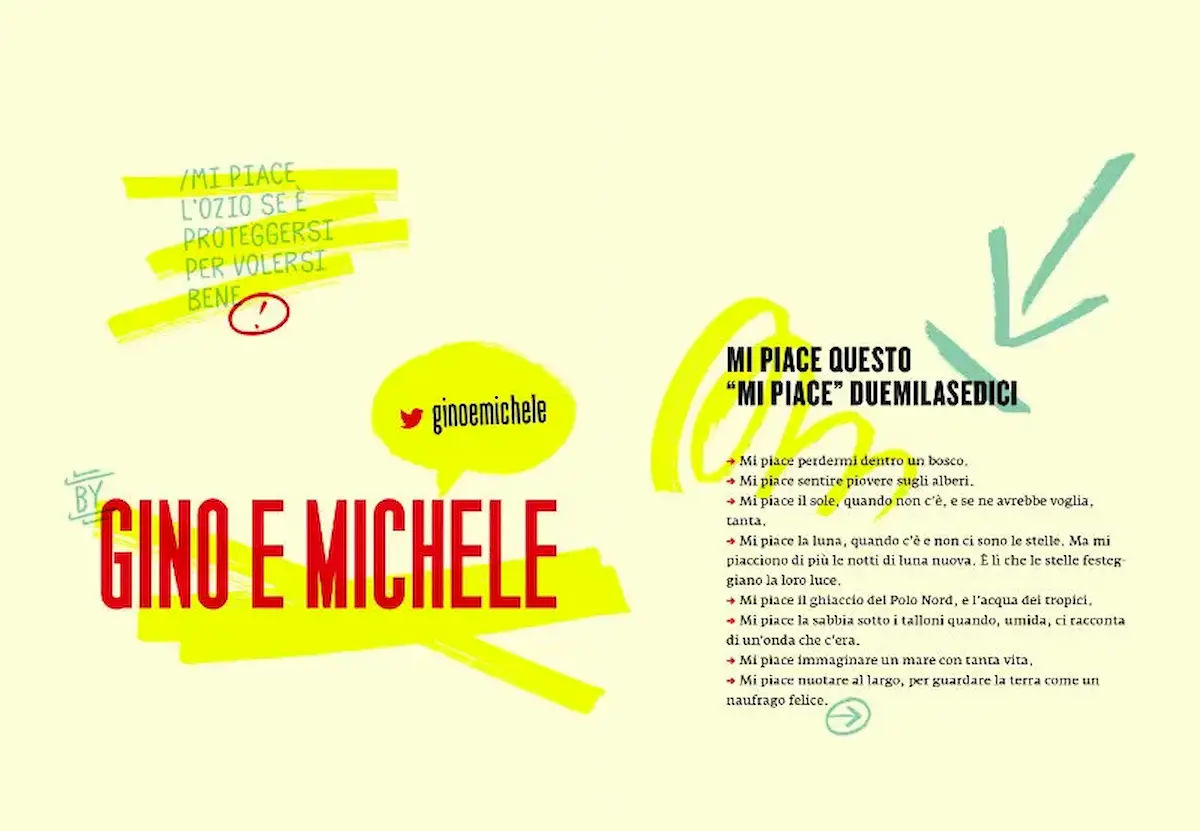 /MI PIACE
L'OZIO SE È
PROTEGGERSI
PER VOLERSI
BENE
!
ginoemichele
BY
GINO E MICHELE
MI PIACE QUESTO
“MI PIACE” DUEMILASEDICI
➔ Mi piace perdermi dentro un bosco.
➔ Mi piace sentire piovere sugli alberi.
➔ Mi piace il sole, quando non c'è, e se ne avrebbe voglia,
tanta.
➔ Mi piace la luna, quando c'è e non ci sono le stelle. Ma mi
piacciono di più le notti di luna nuova. È lì che le stelle festeg-
giano la loro luce.
➔ Mi piace il ghiaccio del Polo Nord, e l'acqua dei tropici.
➔ Mi piace la sabbia sotto i talloni quando, umida, ci racconta
di un'onda che c'era.
➔ Mi piace immaginare un mare con tanta vita.
➔ Mi piace nuotare al largo, per guardare la terra come un
naufrago felice.